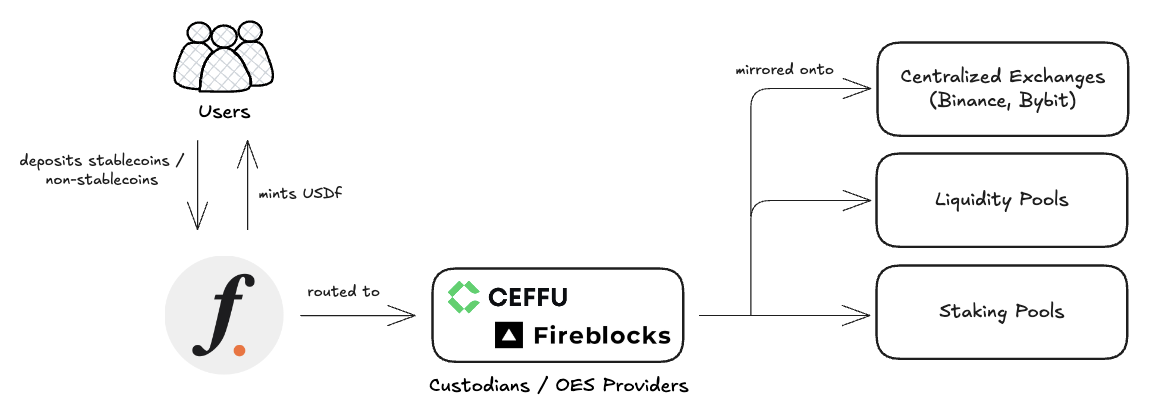 Users
deposits stablecoins /
non-stablecoins
mints USDf
f.
routed to
CEFFU
Fireblocks
Custodians / OES Providers
mirrored onto
Centralized Exchanges
(Binance, Bybit)
Liquidity Pools
Staking Pools